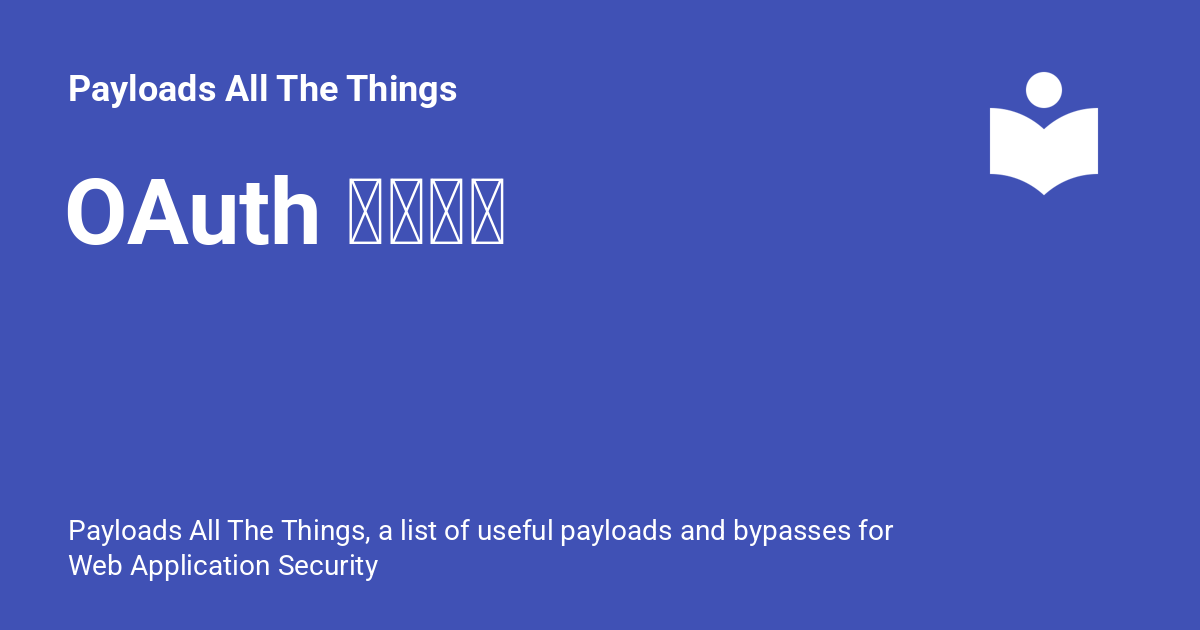 Payloads All The Things
OAuth
Payloads All The Things, a list of useful payloads and bypasses for
Web Application Security